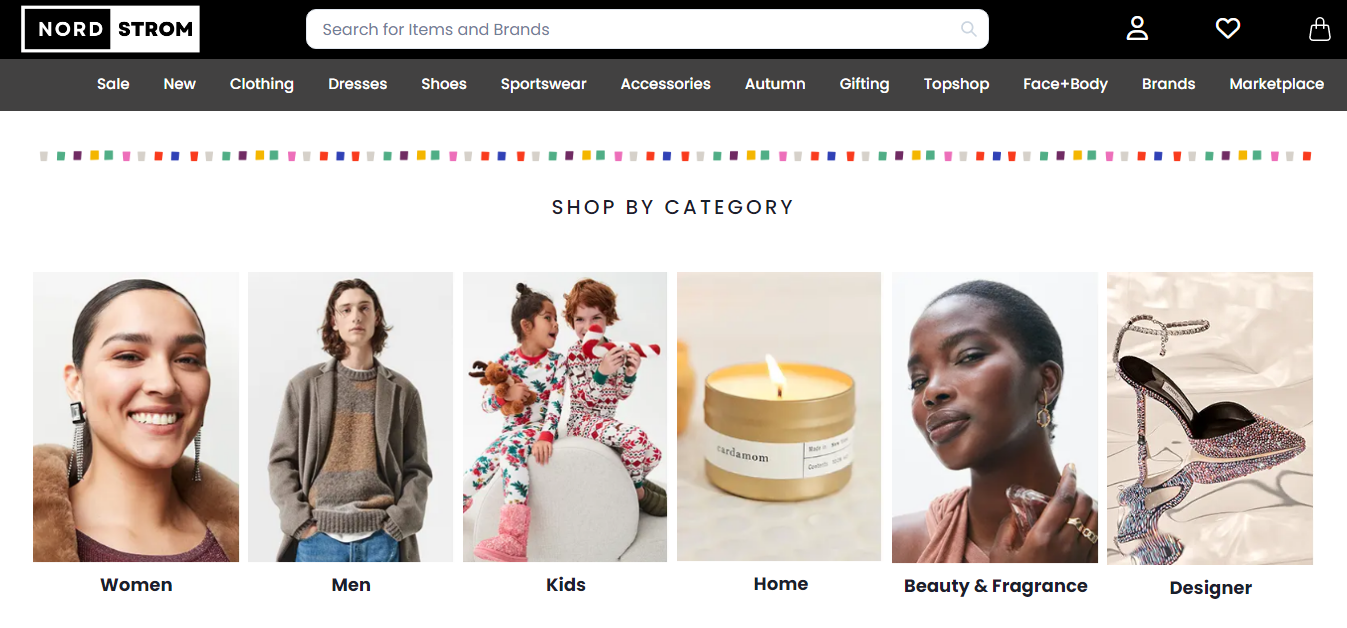 NORD STROM
Search for Items and Brands
Sale New Clothing Dresses Shoes Sportswear Accessories Autumn Gifting Topshop Face+Body Brands Marketplace
SHOP BY CATEGORY
cardamom
Women Men Kids Home Beauty & Fragrance Designer